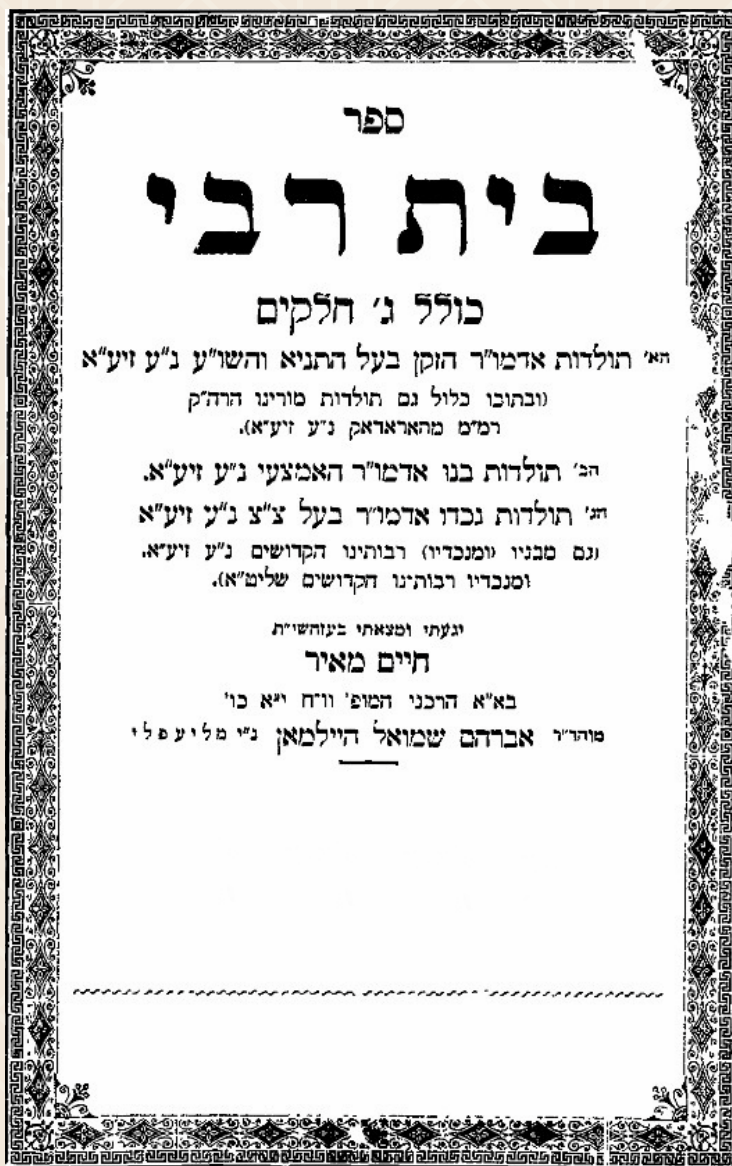 ספר
בית רבי
כולל ג' חלקים
הא' תולדות אדמו"ר הזקן בעל התניא והשו"ע נ"ע זיע"א
(ובתוכו כלול גם תולדות מורינו הרה"ק
רמ"מ מהאראדאק נ"ע זיע"א).
הב' תולדות בנו אדמו"ר האמצעי נ"ע זיע"א.
הג' תולדות נכדו אדמו"ר בעל צ"צ נ"ע זיע"א
(גם מבניו (ומנכדיו) רבותינו הקדושים נ"ע זיע"א.
ומנכדיו רבותינו הקדושים שליט"א).
יגעתי ומצאתי בעזהשי"ת
חיים מאיר
בא"א הרבני המופ' וו"ח י"א כו'
מוהר"ר אברהם שמואל היילמאן נ"י מליעפלי